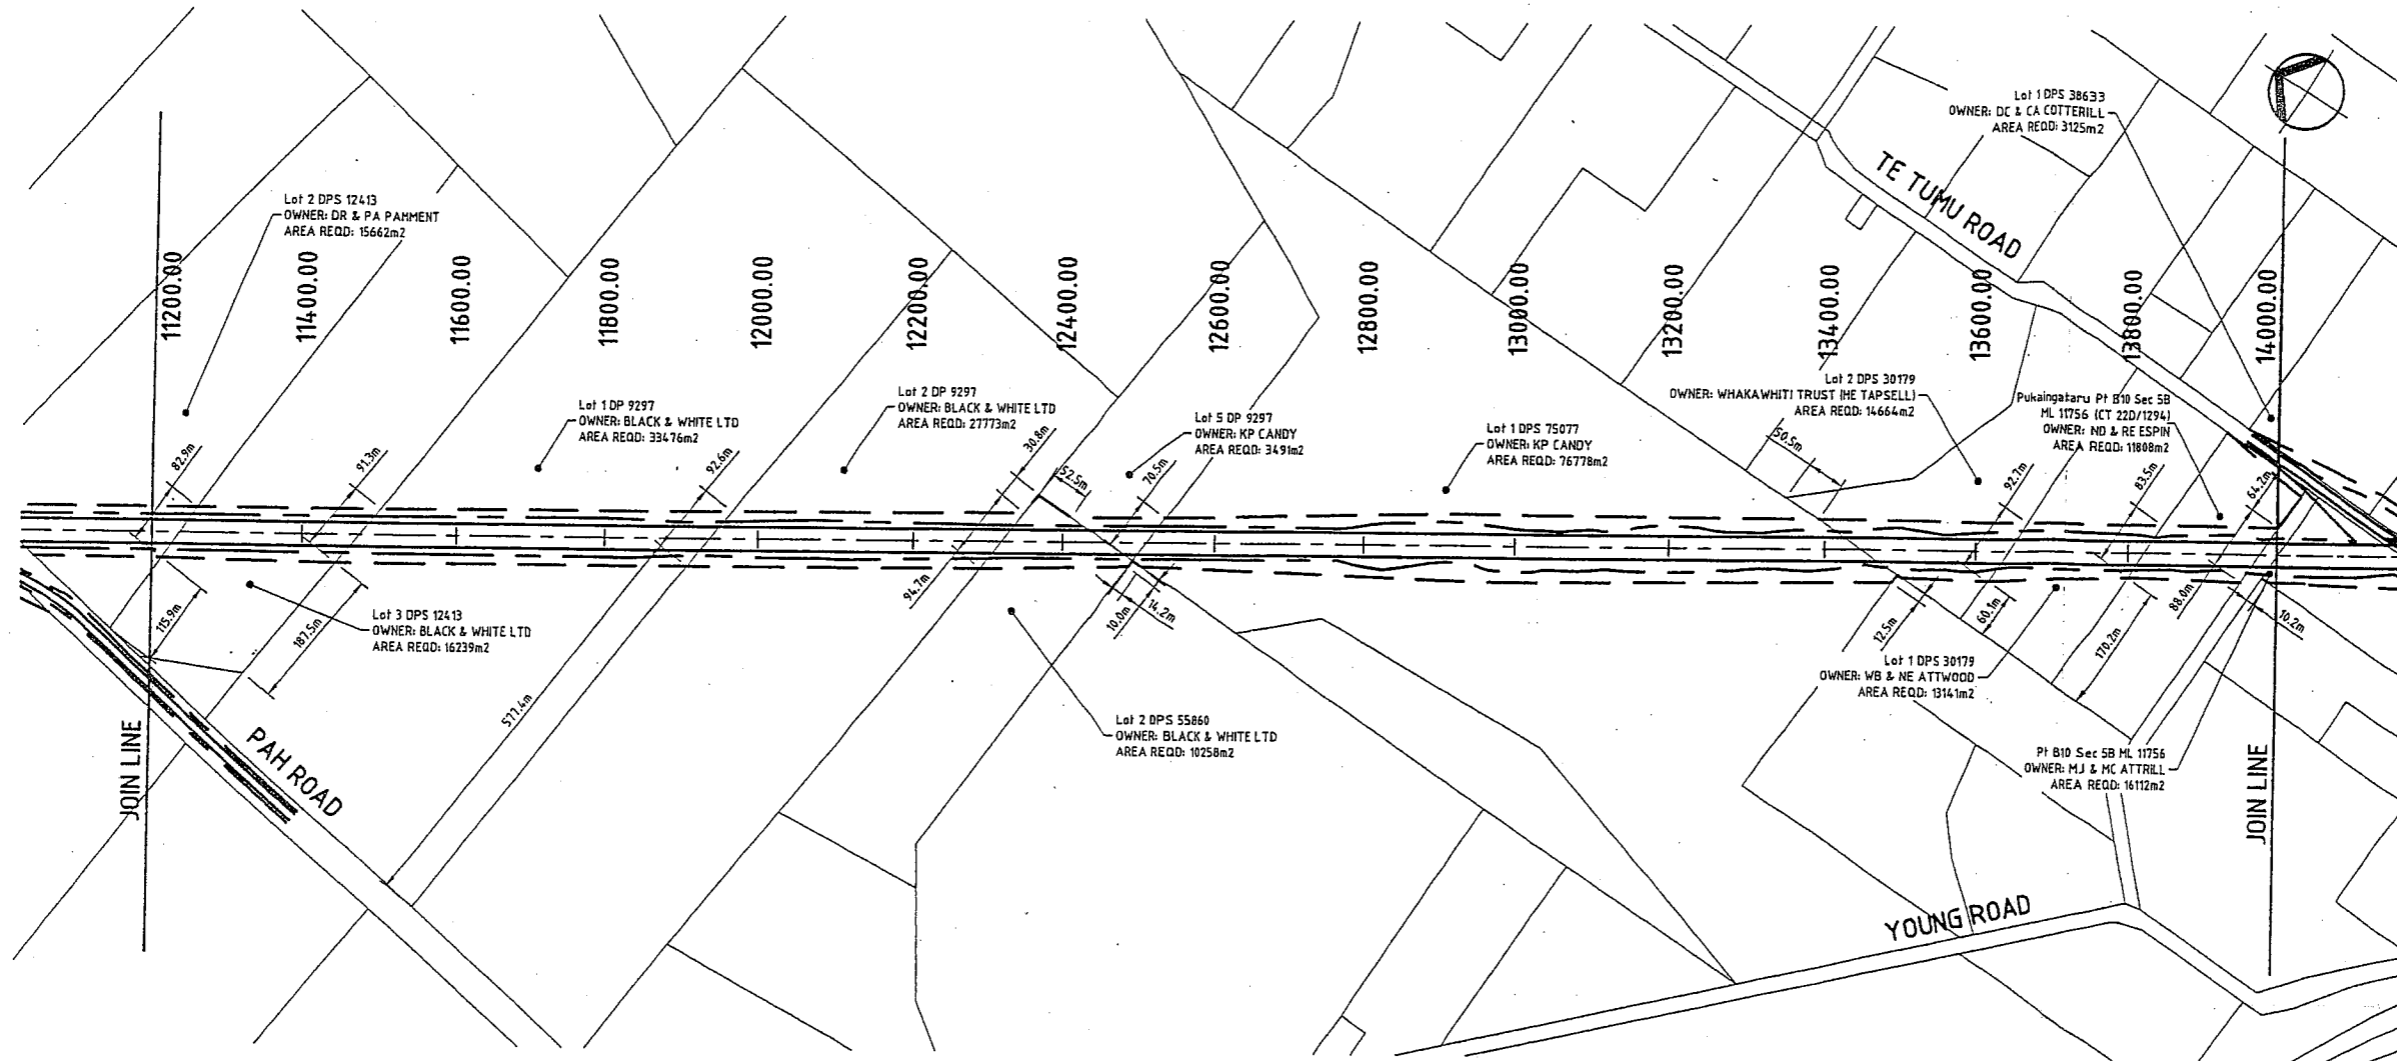 Lot 1 DPS 38633
OWNER: DC & CA COTTERILL
AREA REQD: 3125m2
TE TUMU ROAD
Lot 2 DPS 12413
OWNER: DR & PA PAMMENT
AREA REQD: 15662m2
11200.00
11400.00
11600.00
11800.00
12000.00
12200.00
12400.00
12600.00
12800.00
13000.00
13200.00
13400.00
13600.00
13800.00
14000.00
Lot 1 DP 9297
OWNER: BLACK & WHITE LTD
AREA REQD: 33476m2
Lot 2 DP 9297
OWNER: BLACK & WHITE LTD
AREA REQD: 27773m2
Lot 5 DP 9297
OWNER: KP CANDY
AREA REQD: 3491m2
Lot 1 DPS 75077
OWNER: KP CANDY
AREA REQD: 76778m2
Lot 2 DPS 30179
OWNER: WHAKAWHITI TRUST (HE TAPSELL)
AREA REQD: 14664m2
Pukaingataru Pt B10 Sec 5B
ML 11756 (CT 22D/1294)
OWNER: ND & RE ESPIN
AREA REQD: 11808m2
82.9m
91.3m
92.6m
30.8m
52.5m
70.5m
50.5m
92.7m
83.5m
64.2m
115.9m
187.5m
94.7m
10.0m
14.2m
12.5m
60.1m
170.2m
88.0m
10.2m
577.4m
Lot 3 DPS 12413
OWNER: BLACK & WHITE LTD
AREA REQD: 16239m2
Lot 2 DPS 55860
OWNER: BLACK & WHITE LTD
AREA REQD: 10258m2
Lot 1 DPS 30179
OWNER: WB & NE ATTWOOD
AREA REQD: 13141m2
Pt B10 Sec 5B ML 11756
OWNER: MJ & MC ATTRILL
AREA REQD: 16112m2
JOIN LINE
PAH ROAD
JOIN LINE
YOUNG ROAD